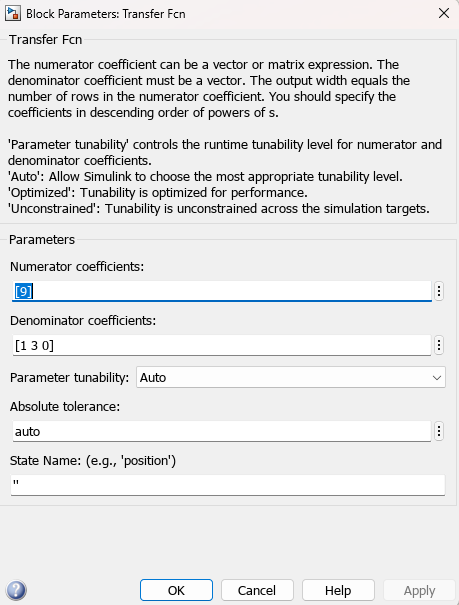 Block Parameters: Transfer Fcn
Transfer Fcn
The numerator coefficient can be a vector or matrix expression. The
denominator coefficient must be a vector. The output width equals the
number of rows in the numerator coefficient. You should specify the
coefficients in descending order of powers of s.
'Parameter tunability' controls the runtime tunability level for numerator and
denominator coefficients.
'Auto': Allow Simulink to choose the most appropriate tunability level.
'Optimized': Tunability is optimized for performance.
'Unconstrained': Tunability is unconstrained across the simulation targets.
Parameters
Numerator coefficients:
[9]
Denominator coefficients:
[1 3 0]
Parameter tunability: Auto
Absolute tolerance:
auto
State Name: (e.g., 'position')
''
OK Cancel Help Apply